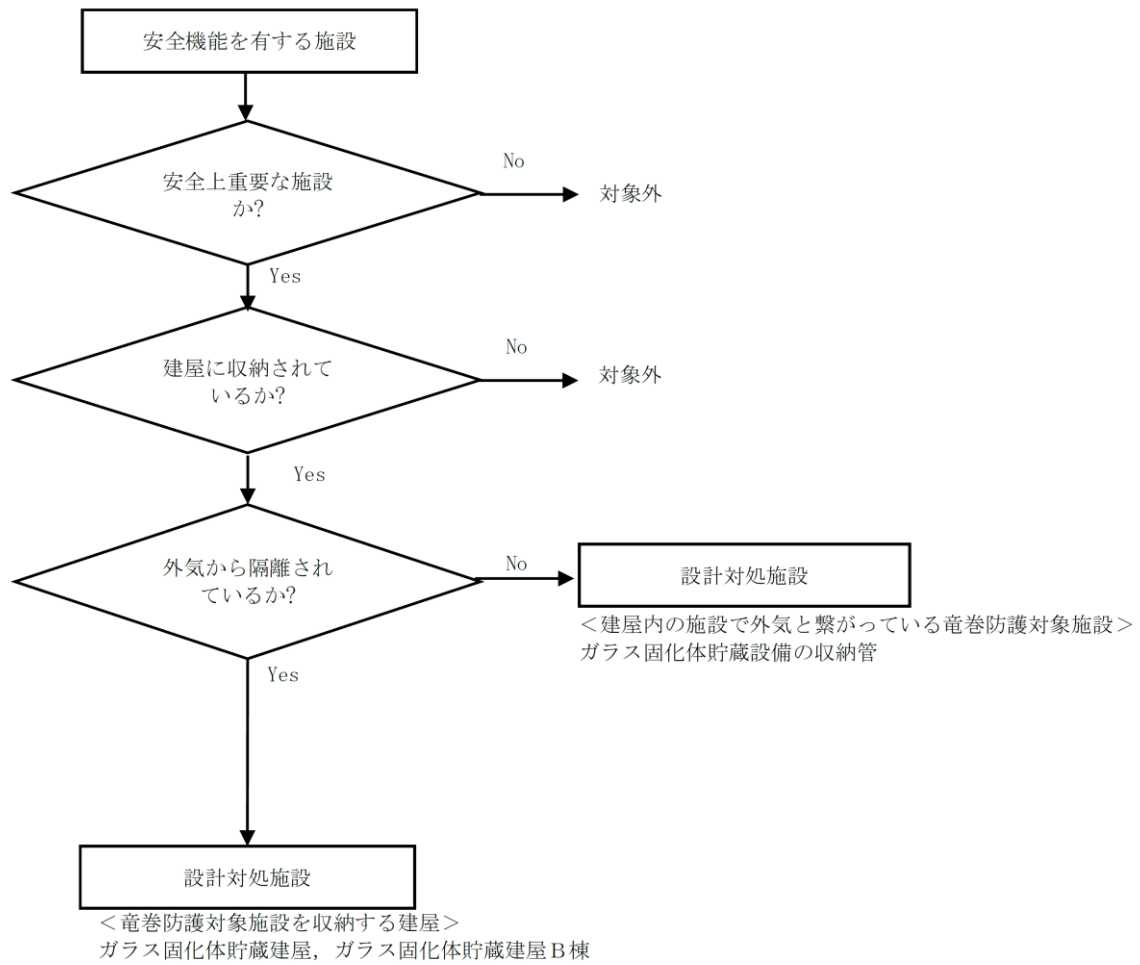 安全機能を有する施設
安全上重要な施設
か?
No
対象外
Yes
建屋に収納されて
いるか?
No
対象外
Yes
外気から隔離され
ているか?
No
設計対処施設
＜建屋内の施設で外気と繋がっている竜巻防護対象施設＞
ガラス固化体貯蔵設備の収納管
Yes
設計対処施設
＜竜巻防護対象施設を収納する建屋＞
ガラス固化体貯蔵建屋，ガラス固化体貯蔵建屋Ｂ棟